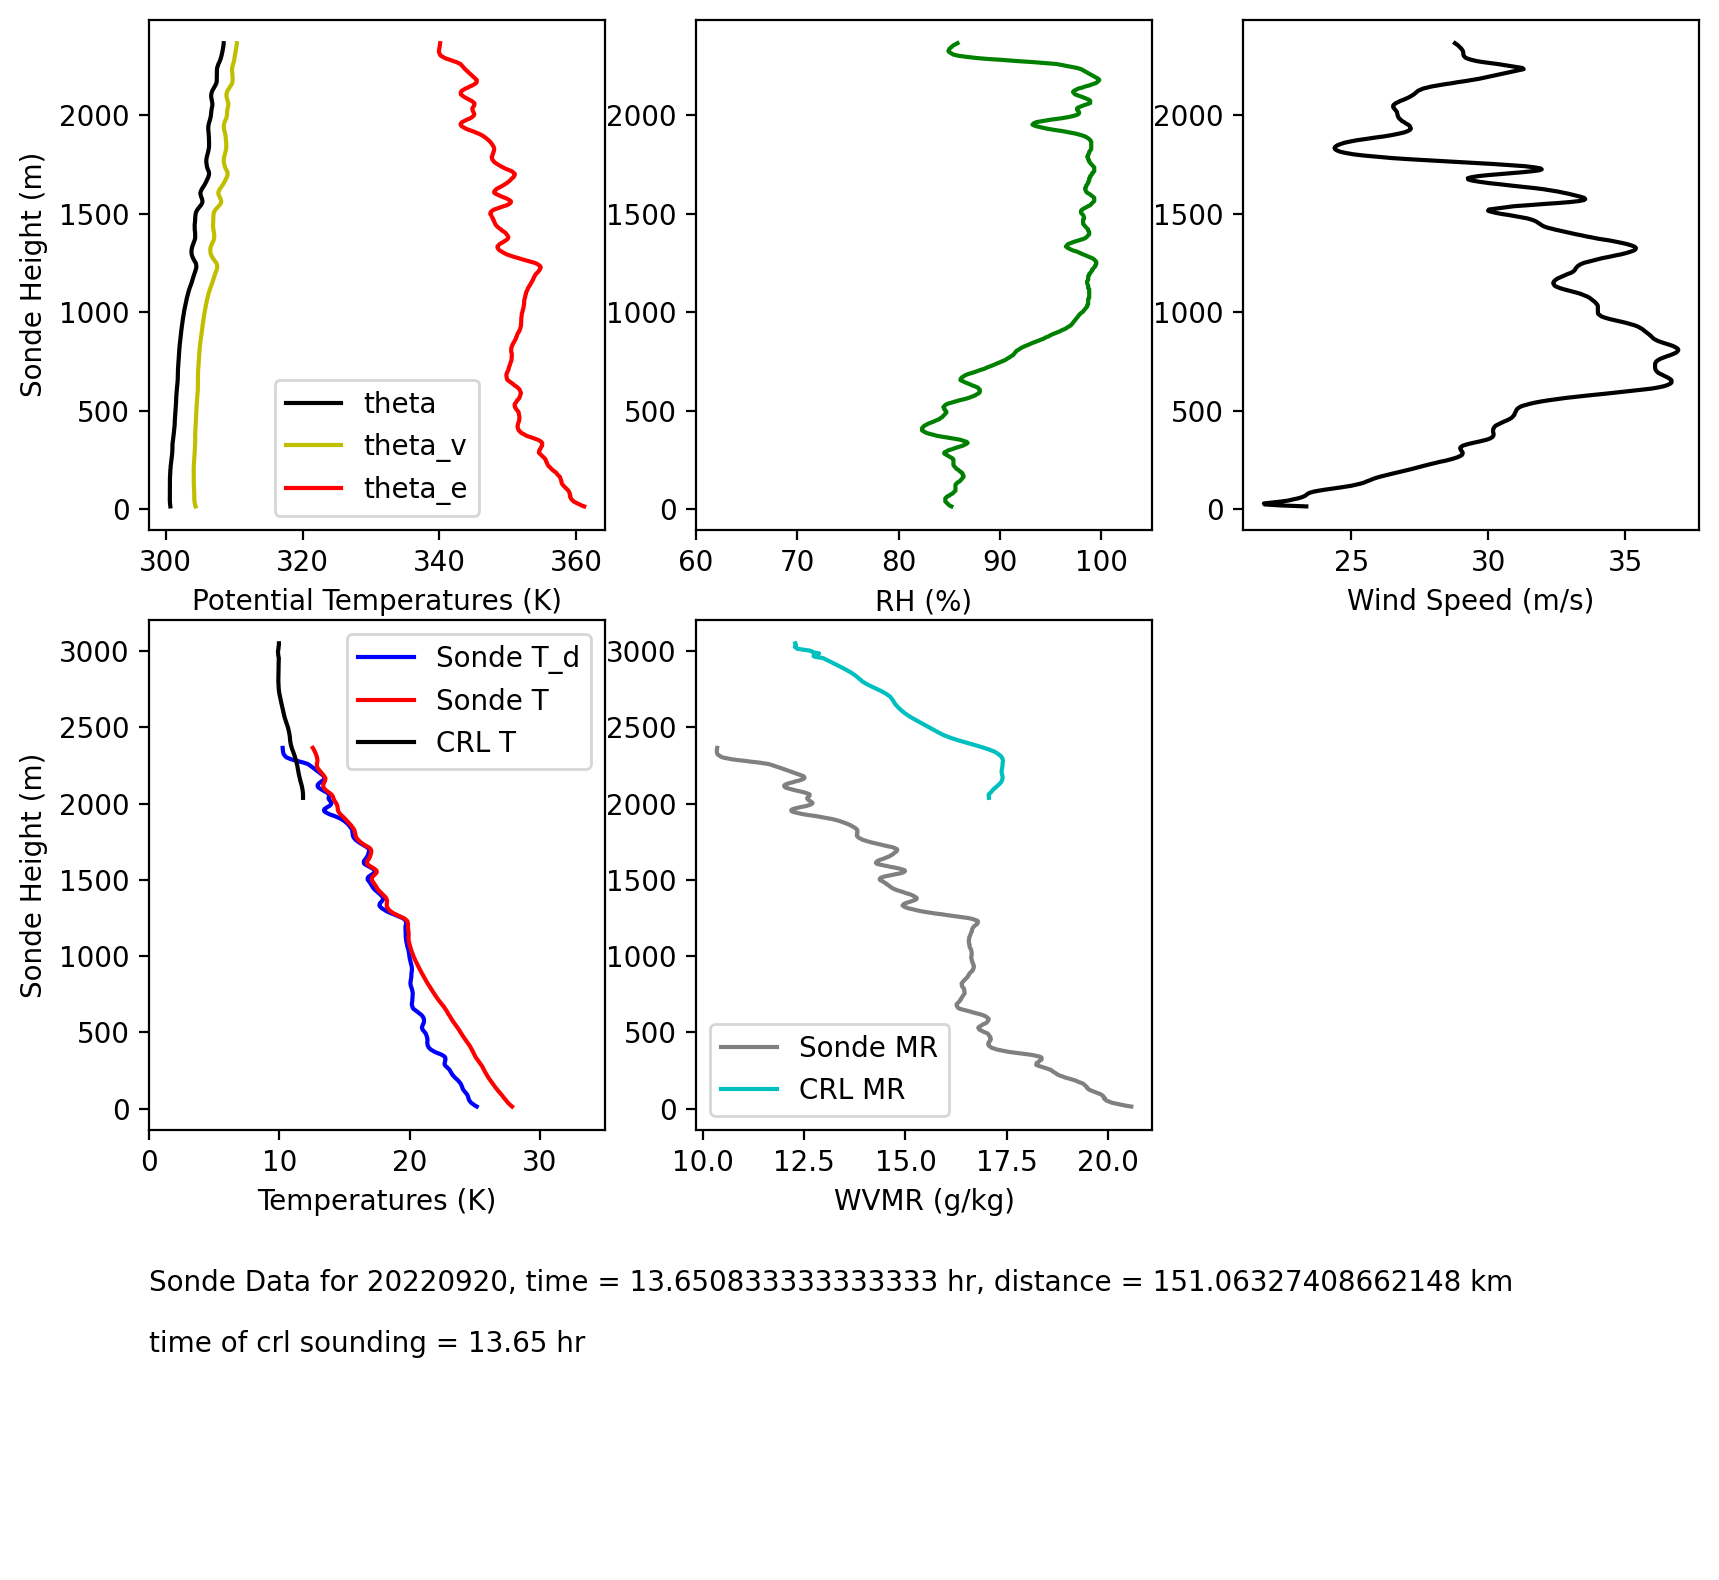 2000
1500
1000
500
0
Sonde Height (m)
theta
theta_v
theta_e
300 320 340 360
Potential Temperatures (K)
2000
1500
1000
500
0
60 70 80 90 100
RH (%)
2000
1500
1000
500
0
25 30 35
Wind Speed (m/s)
3000
2500
2000
1500
1000
500
0
Sonde Height (m)
Sonde T_d
Sonde T
CRL T
0 10 20 30
Temperatures (K)
3000
2500
2000
1500
1000
500
0
Sonde MR
CRL MR
10.0 12.5 15.0 17.5 20.0
WVMR (g/kg)
Sonde Data for 20220920, time = 13.650833333333333 hr, distance = 151.06327408662148 km
time of crl sounding = 13.65 hr